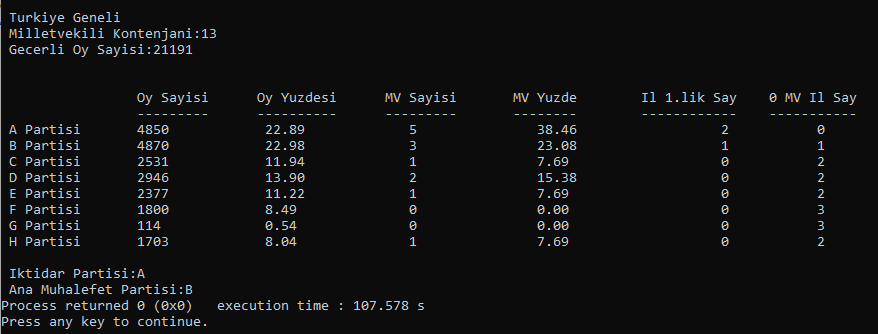 Turkiye Geneli
Milletvekili Kontenjani:13
Gecerli Oy Sayisi:21191
Oy Sayisi Oy Yuzdesi MV Sayisi MV Yuzde Il 1.lik Say 0 MV Il Say
--------- ---------- --------- -------- ------------ -----------
A Partisi 4850 22.89 5 38.46 2 0
B Partisi 4870 22.98 3 23.08 1 1
C Partisi 2531 11.94 1 7.69 0 2
D Partisi 2946 13.90 2 15.38 0 2
E Partisi 2377 11.22 1 7.69 0 2
F Partisi 1800 8.49 0 0.00 0 3
G Partisi 114 0.54 0 0.00 0 3
H Partisi 1703 8.04 1 7.69 0 2
Iktidar Partisi:A
Ana Muhalefet Partisi:B
Process returned 0 (0x0) execution time : 107.578 s
Press any key to continue.